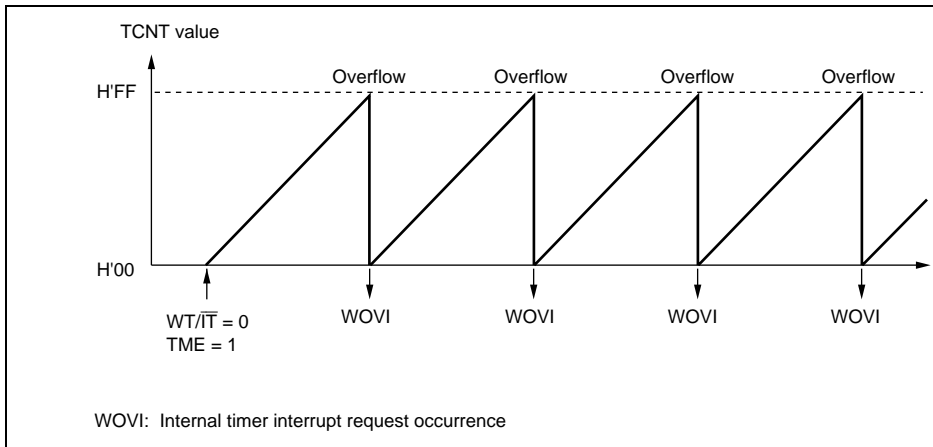 TCNT value
Overflow Overflow Overflow Overflow
H'FF
H'00
WT/I̅T̅ = 0
TME = 1
WOVI WOVI WOVI WOVI
WOVI: Internal timer interrupt request occurrence